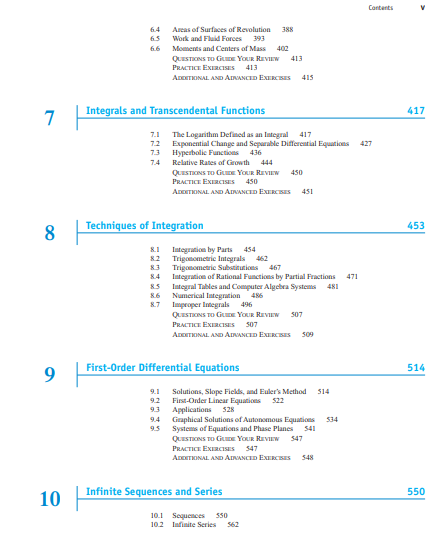 Contents v
6.4 Areas of Surfaces of Revolution 388
6.5 Work and Fluid Forces 393
6.6 Moments and Centers of Mass 402
QUESTIONS TO GUIDE YOUR REVIEW 413
PRACTICE EXERCISES 413
ADDITIONAL AND ADVANCED EXERCISES 415
7 Integrals and Transcendental Functions 417
7.1 The Logarithm Defined as an Integral 417
7.2 Exponential Change and Separable Differential Equations 427
7.3 Hyperbolic Functions 436
7.4 Relative Rates of Growth 444
QUESTIONS TO GUIDE YOUR REVIEW 450
PRACTICE EXERCISES 450
ADDITIONAL AND ADVANCED EXERCISES 451
8 Techniques of Integration 453
8.1 Integration by Parts 454
8.2 Trigonometric Integrals 462
8.3 Trigonometric Substitutions 467
8.4 Integration of Rational Functions by Partial Fractions 471
8.5 Integral Tables and Computer Algebra Systems 481
8.6 Numerical Integration 486
8.7 Improper Integrals 496
QUESTIONS TO GUIDE YOUR REVIEW 507
PRACTICE EXERCISES 507
ADDITIONAL AND ADVANCED EXERCISES 509
9 First-Order Differential Equations 514
9.1 Solutions, Slope Fields, and Euler's Method 514
9.2 First-Order Linear Equations 522
9.3 Applications 528
9.4 Graphical Solutions of Autonomous Equations 534
9.5 Systems of Equations and Phase Planes 541
QUESTIONS TO GUIDE YOUR REVIEW 547
PRACTICE EXERCISES 547
ADDITIONAL AND ADVANCED EXERCISES 548
10 Infinite Sequences and Series 550
10.1 Sequences 550
10.2 Infinite Series 562